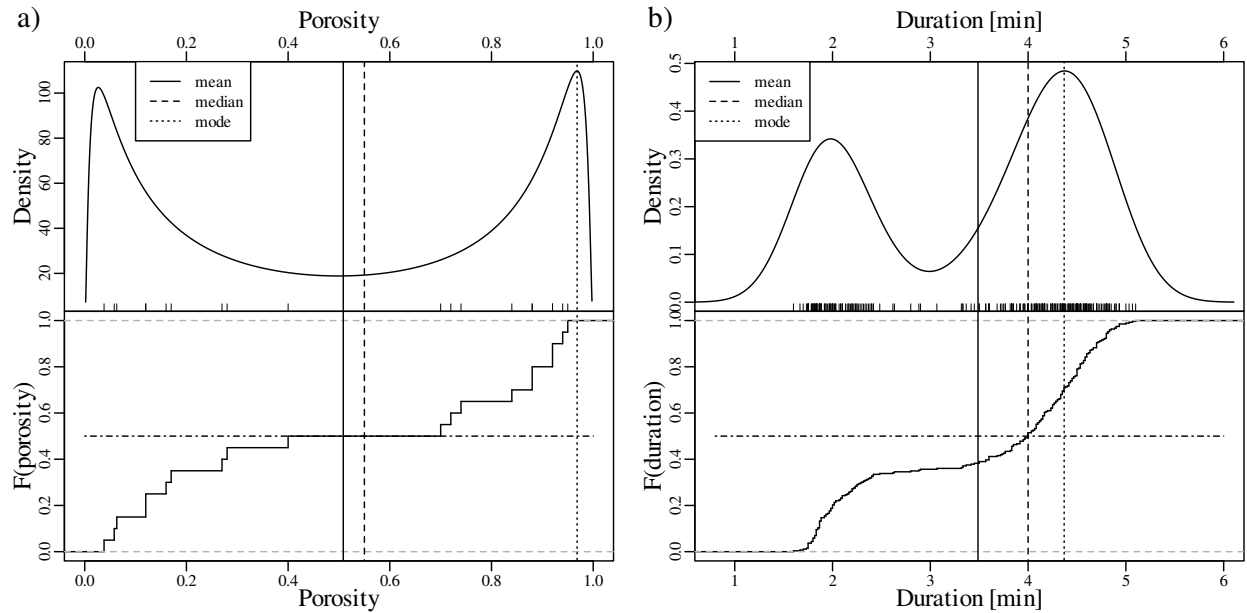 a)
Porosity
0.0 0.2 0.4 0.6 0.8 1.0
mean
median
mode
Density
20 40 60 80 100
F(porosity)
0.0 0.2 0.4 0.6 0.8 1.0
0.0 0.2 0.4 0.6 0.8 1.0
Porosity
b)
Duration [min]
1 2 3 4 5 6
mean
median
mode
Density
0.0 0.1 0.2 0.3 0.4 0.5
F(duration)
0.0 0.2 0.4 0.6 0.8 1.0
1 2 3 4 5 6
Duration [min]